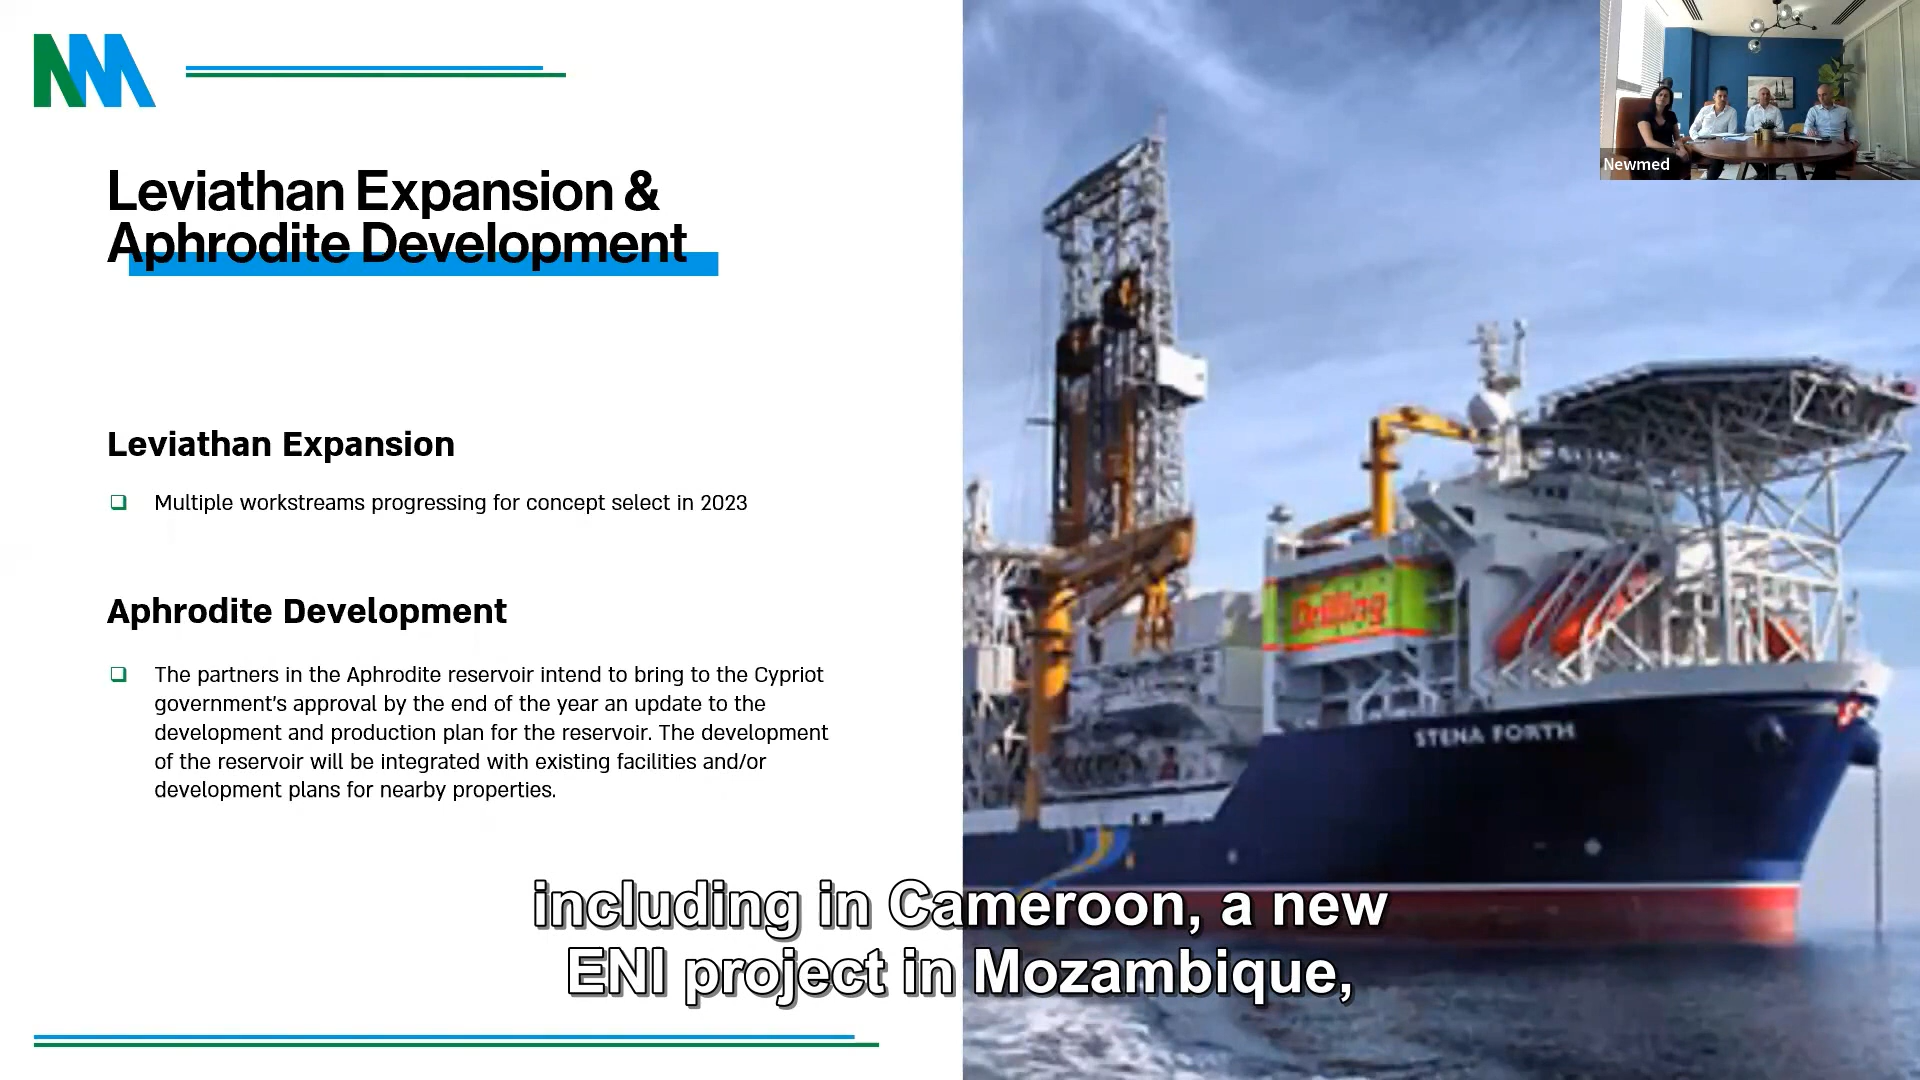 NM
Newmed
Leviathan Expansion &
Aphrodite Development
Leviathan Expansion
Multiple workstreams progressing for concept select in 2023
Aphrodite Development
The partners in the Aphrodite reservoir intend to bring to the Cypriot
government's approval by the end of the year an update to the
development and production plan for the reservoir. The development
of the reservoir will be integrated with existing facilities and/or
development plans for nearby properties.
Drilling
STENA FORTH
including in Cameroon, a new
ENI project in Mozambique,